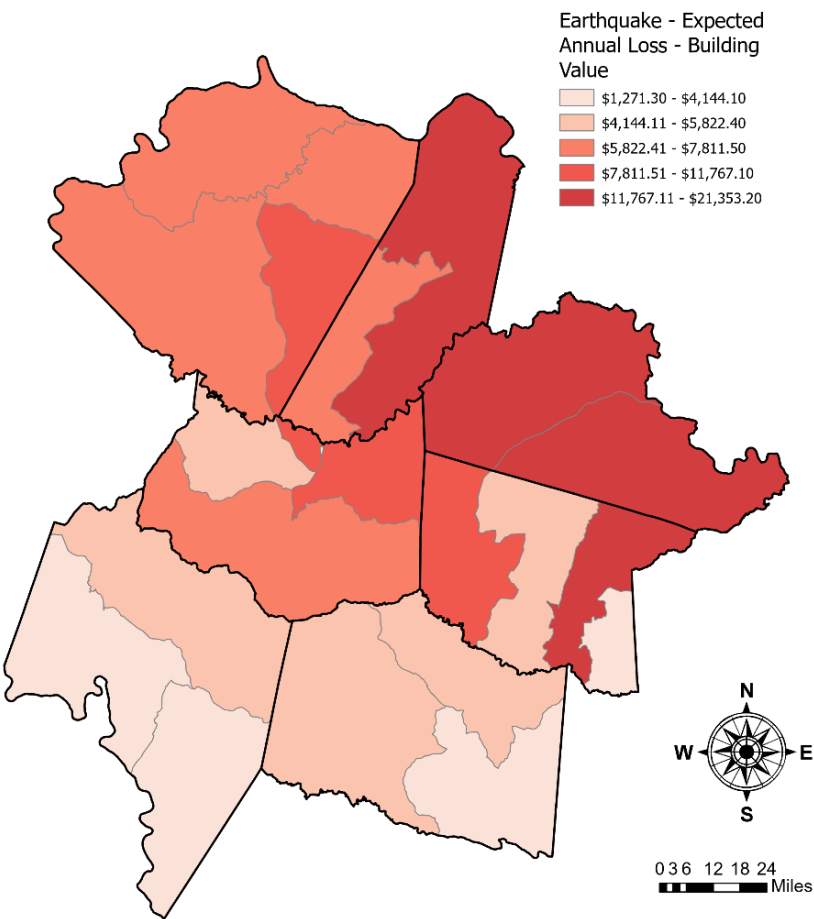 Earthquake - Expected
Annual Loss - Building
Value
$1,271.30 - $4,144.10
$4,144.11 - $5,822.40
$5,822.41 - $7,811.50
$7,811.51 - $11,767.10
$11,767.11 - $21,353.20
N
W E
S
0 3 6 12 18 24
Miles